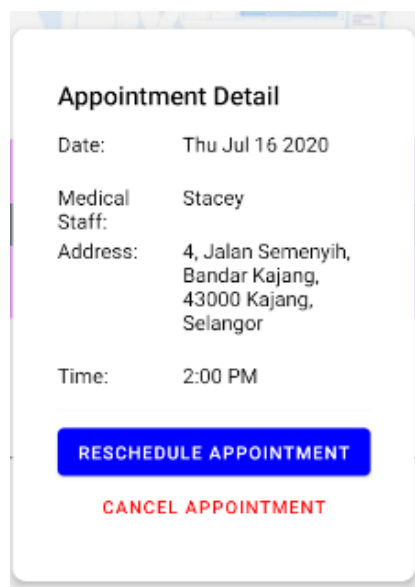 Appointment Detail
Date: Thu Jul 16 2020
Medical Stacey
Staff:
Address: 4, Jalan Semenyih,
Bandar Kajang,
43000 Kajang,
Selangor
Time: 2:00 PM
RESCHEDULE APPOINTMENT
CANCEL APPOINTMENT